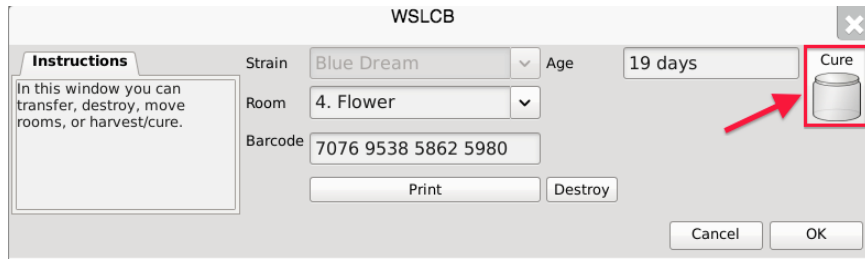 WSLCB
Instructions
In this window you can
transfer, destroy, move
rooms, or harvest/cure.
Strain Blue Dream Age 19 days Cure
Room 4. Flower
Barcode 7076 9538 5862 5980
Print Destroy
Cancel OK